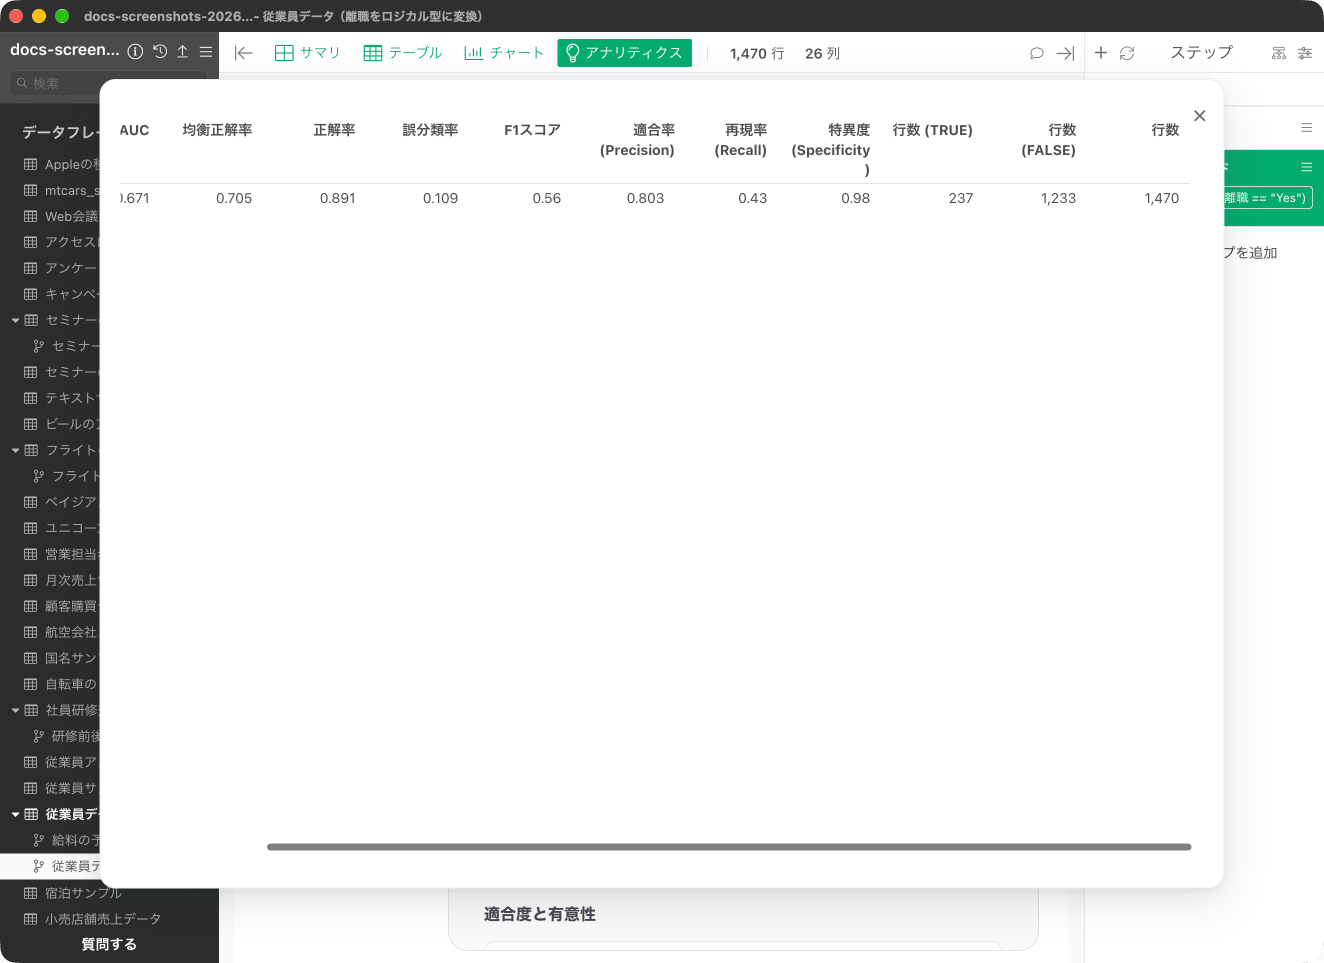 docs-screenshots-2026...- 従業員データ（離職をロジカル型に変換）
docs-screen...
サマリ
テーブル
チャート
アナリティクス
1,470 行
26 列
ステップ
検索
データフレー
Appleの
mtcars_s
Web会議
アクセス
アンケー
キャンペ
セミナー
セミナー
セミナー
テキスト
ビールの
フライト
フライト
ベイジア
ユニコー
営業担当
月次売上
顧客購買
航空会社
国名サン
自転車の
社員研修
研修前後
従業員ア
従業員サ
従業員デ
給料の予
従業員デ
宿泊サンプル
小売店舗売上データ
質問する
AUC 均衡正解率 正解率 誤分類率 F1スコア 適合率 (Precision) 再現率 (Recall) 特異度 (Specificity) 行数 (TRUE) 行数 (FALSE) 行数
0.671 0.705 0.891 0.109 0.56 0.803 0.43 0.98 237 1,233 1,470
離職 == "Yes")
プを追加
適合度と有意性